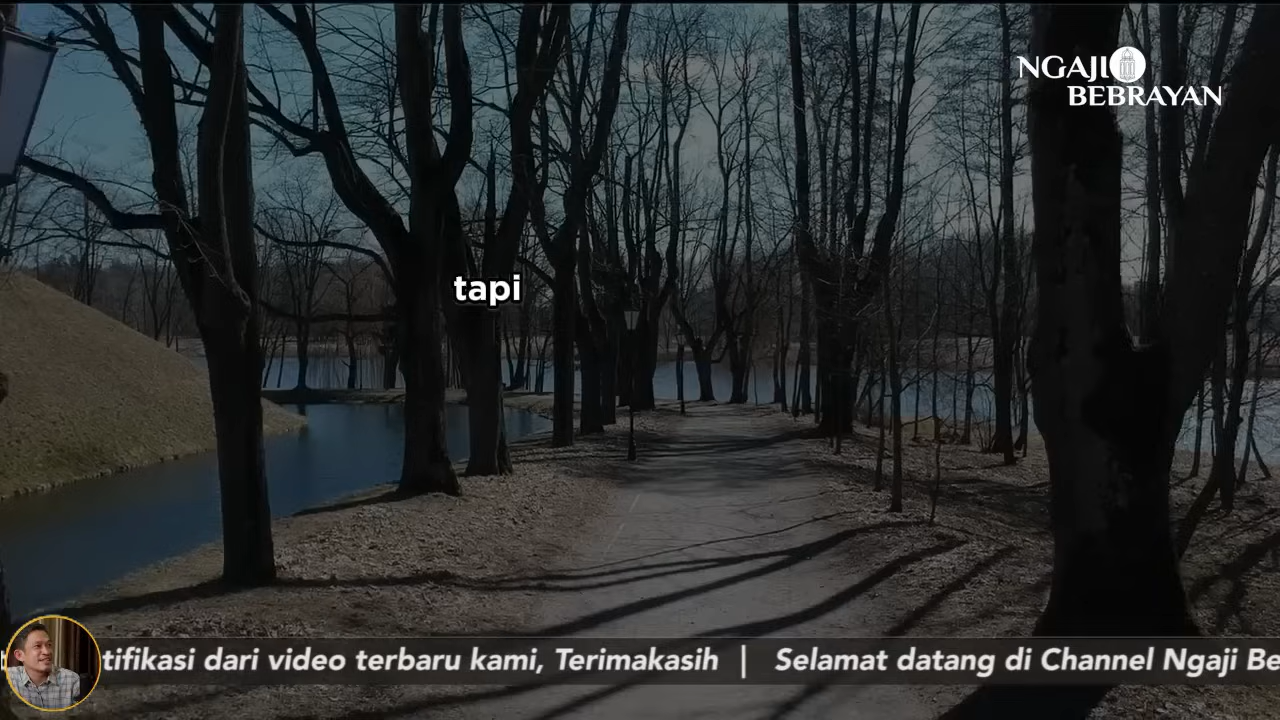 NGAJI
BEBRAYAN
tapi
tifikasi dari video terbaru kami, Terimakasih | Selamat datang di Channel Ngaji Be